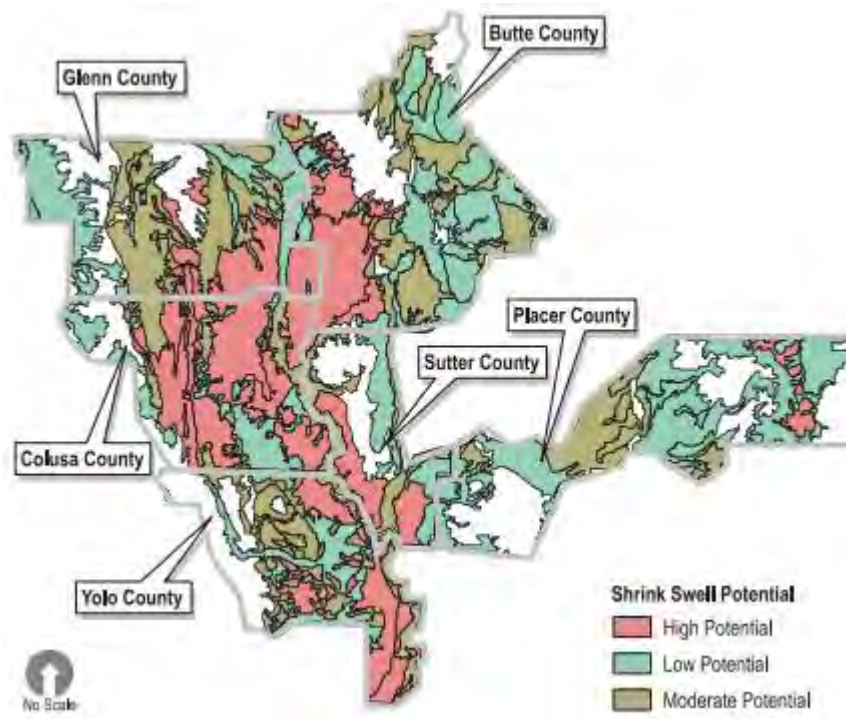 Butte County
Glenn County
Placer County
Sutter County
Colusa County
Yolo County
Shrink Swell Potential
High Potential
Low Potential
Moderate Potential
No Scale